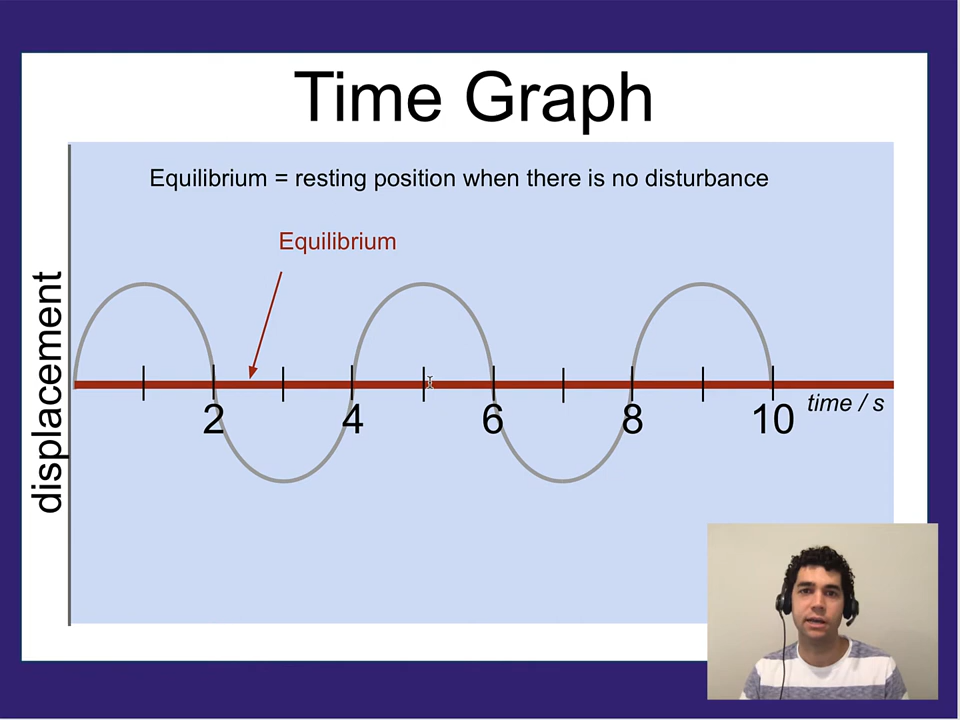 Time Graph
Equilibrium = resting position when there is no disturbance
Equilibrium
displacement
2
4
6
8
10
time / s